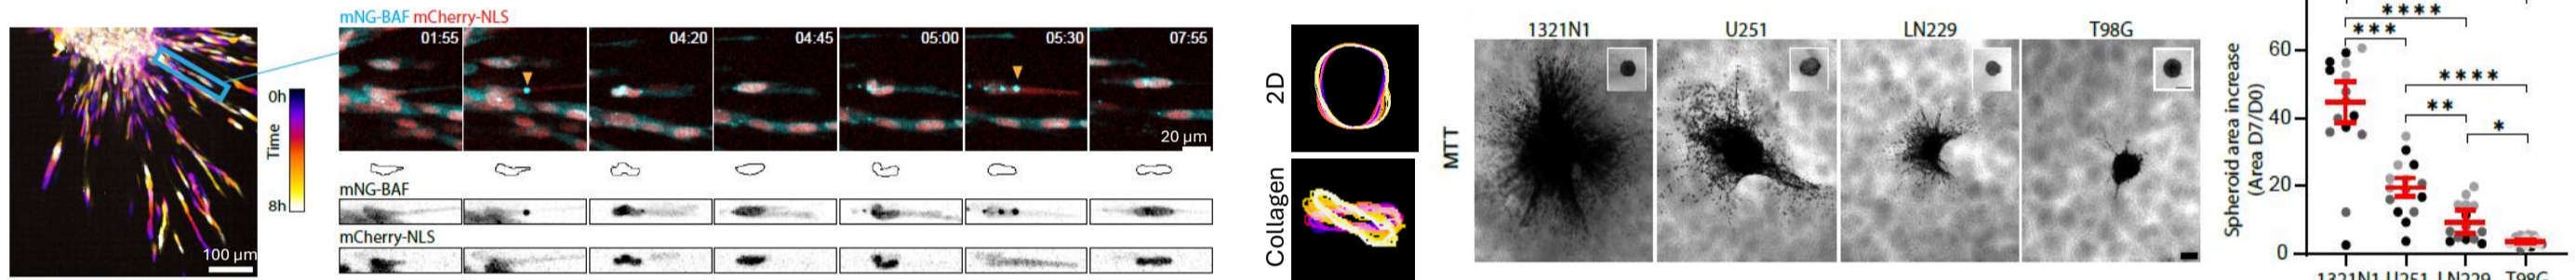 0h
Time
8h
100 µm
mNG-BAF mCherry-NLS
01:55
04:20
04:45
05:00
05:30
07:55
20 µm
mNG-BAF
mCherry-NLS
2D
Collagen
MTT
1321N1
U251
LN229
T98G
Spheroid area increase
(Area D7/D0)
60
40
20
0
****
***
****
**
*
1321N1 U251 LN229 T98G